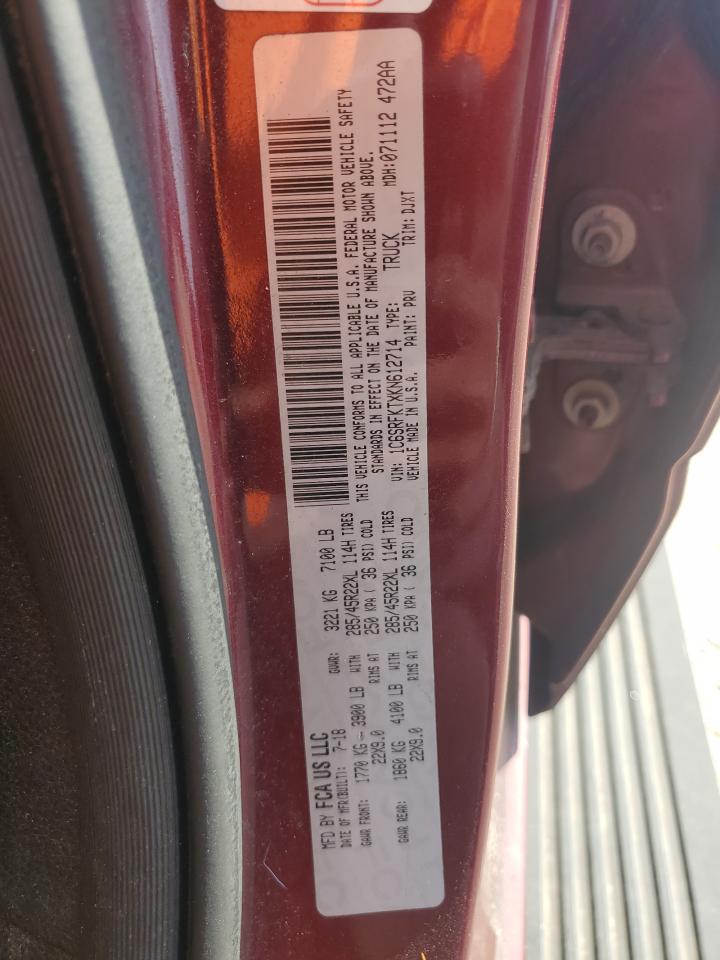 MFD BY FCA US LLC
DATE OF MFR(BUILT): 7-18 GVWR: 3221 KG 7100 LB
GAWR FRONT: 1770 KG 3900 LB WITH 285/45R22XL 114H TIRES
22X9.0 RIMS AT 250 KPA ( 36 PSI) COLD
GAWR REAR: 1860 KG 4100 LB WITH 285/45R22XL 114H TIRES
22X9.0 RIMS AT 250 KPA ( 36 PSI) COLD
THIS VEHICLE CONFORMS TO ALL APPLICABLE U.S.A. FEDERAL MOTOR VEHICLE SAFETY
STANDARDS IN EFFECT ON THE DATE OF MANUFACTURE SHOWN ABOVE.
VIN: 1C6SRFKTXKN612714 TYPE: TRUCK MDH:071112 472AA
VEHICLE MADE IN U.S.A. PAINT: PRV TRIM: DJXT